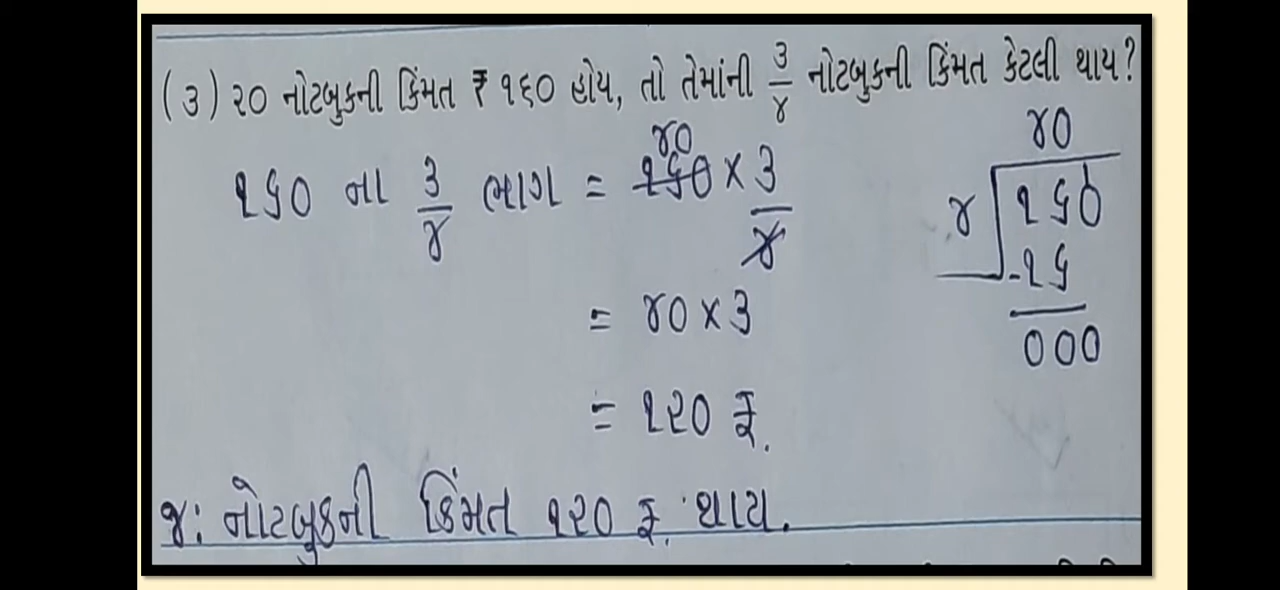 (૩) ૨૦ નોટબુકની કિંમત ₹ ૧૬૦ હોય, તો તેમાંની ૩/૪ નોટબુકની કિંમત કેટલી થાય?
૧૬૦ ના ૩/૪ ભાગ = ૧૬૦ × ૩/૪
૪૦
= ૪૦ × ૩
= ૧૨૦ રૂ.
૪૦
૪ ૧૬૦
-૧૬
૦૦૦
જ: નોટબૂકની કિંમત ૧૨૦ રૂ. થાય.